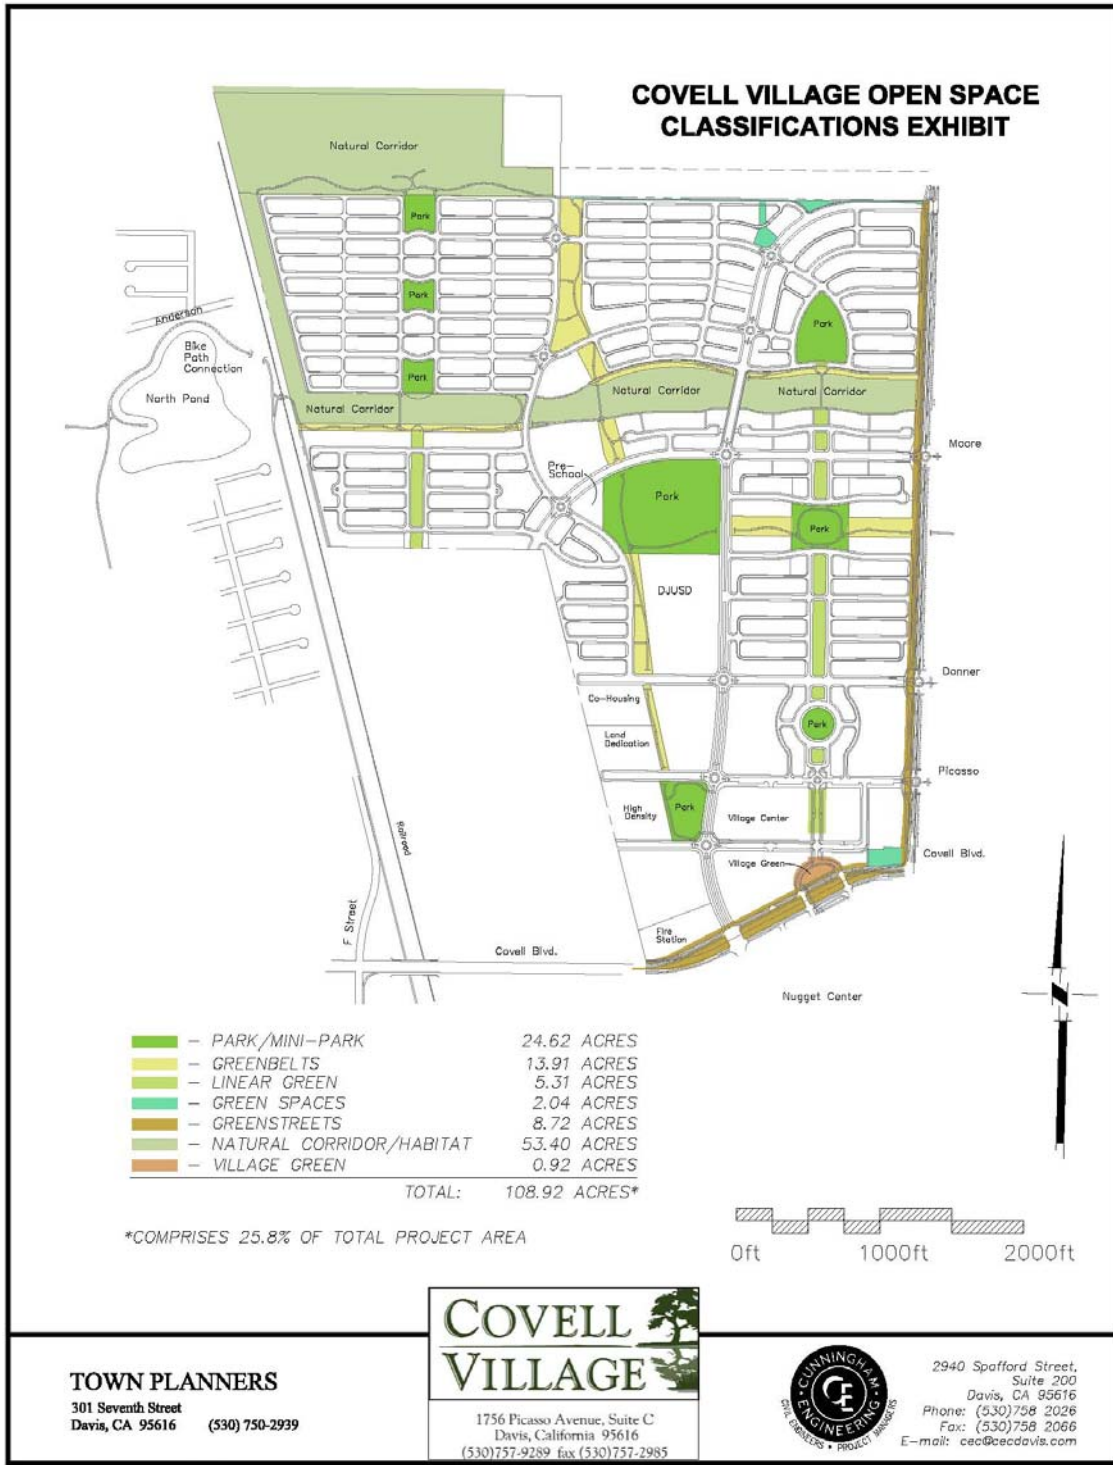 COVELL VILLAGE OPEN SPACE
CLASSIFICATIONS EXHIBIT
Natural Corridor
Park
Park
Park
Park
Anderson
Bike
Path
Connection
North Pond
Natural Corridor
Natural Corridor
Natural Corridor
Moore
Pre-
School
Park
Park
DJUSD
Donner
Co-Housing
Land
Dedication
Park
Picasso
High
Density
Park
Village Center
Railroad
Village Green
Covell Blvd.
F Street
Fire
Station
Covell Blvd.
Nugget Center
N
- PARK/MINI-PARK 24.62 ACRES
- GREENBELTS 13.91 ACRES
- LINEAR GREEN 5.31 ACRES
- GREEN SPACES 2.04 ACRES
- GREENSTREETS 8.72 ACRES
- NATURAL CORRIDOR/HABITAT 53.40 ACRES
- VILLAGE GREEN 0.92 ACRES
TOTAL: 108.92 ACRES*
*COMPRISES 25.8% OF TOTAL PROJECT AREA
0ft 1000ft 2000ft
COVELL
VILLAGE
1756 Picasso Avenue, Suite C
Davis, California 95616
(530)757-9289 fax (530)757-2985
TOWN PLANNERS
301 Seventh Street
Davis, CA 95616 (530) 750-2939
CUNNINGHAM
ENGINEERING
CE
CIVIL ENGINEERS • PROJECT MANAGERS
2940 Spafford Street,
Suite 200
Davis, CA 95616
Phone: (530)758 2026
Fax: (530)758 2066
E-mail: cec@cecdavis.com